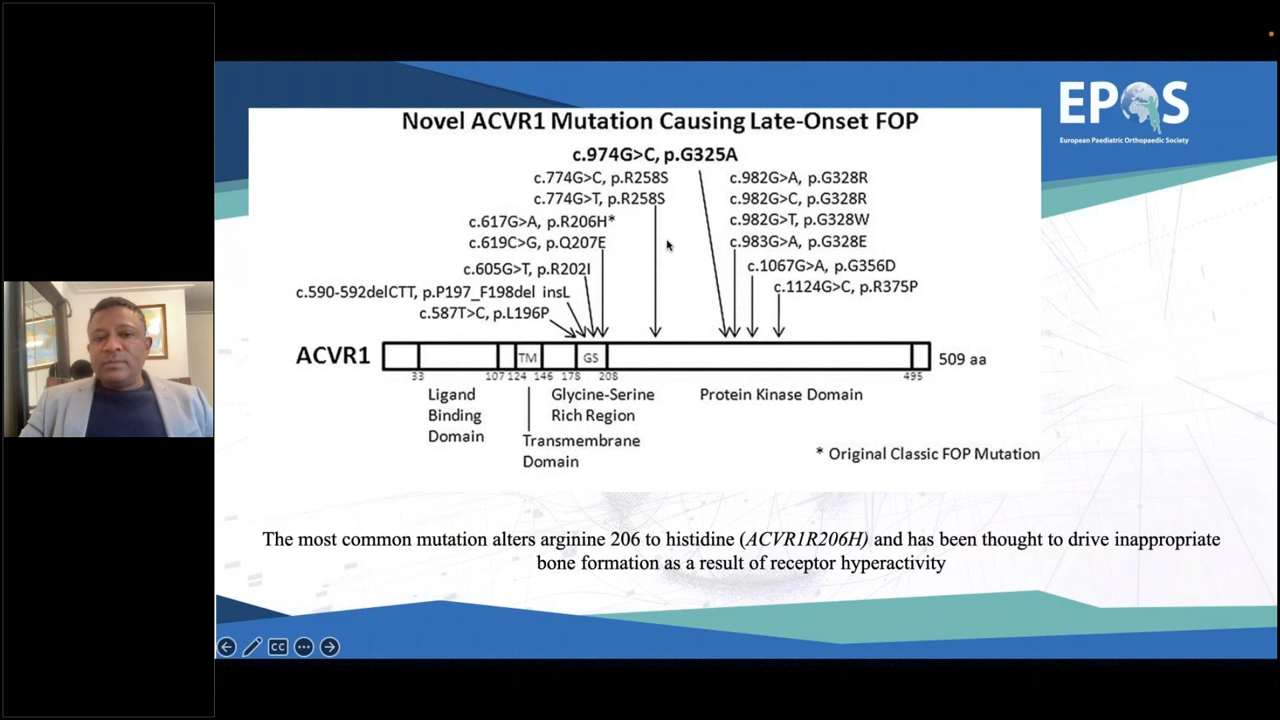 EPOS
European Paediatric Orthopaedic Society
Novel ACVR1 Mutation Causing Late-Onset FOP
c.974G>C, p.G325A
c.774G>C, p.R258S
c.982G>A, p.G328R
c.774G>T, p.R258S
c.982G>C, p.G328R
c.617G>A, p.R206H*
c.982G>T, p.G328W
c.619C>G, p.Q207E
c.983G>A, p.G328E
c.605G>T, p.R202I
c.1067G>A, p.G356D
c.590-592delCTT, p.P197_F198del insL
c.1124G>C, p.R375P
c.587T>C, p.L196P
ACVR1
TM
GS
509 aa
33
107
124
146
178
208
495
Ligand
Binding
Domain
Glycine-Serine
Rich Region
Protein Kinase Domain
Transmembrane
Domain
* Original Classic FOP Mutation
The most common mutation alters arginine 206 to histidine (ACVR1R206H) and has been thought to drive inappropriate
bone formation as a result of receptor hyperactivity
CC